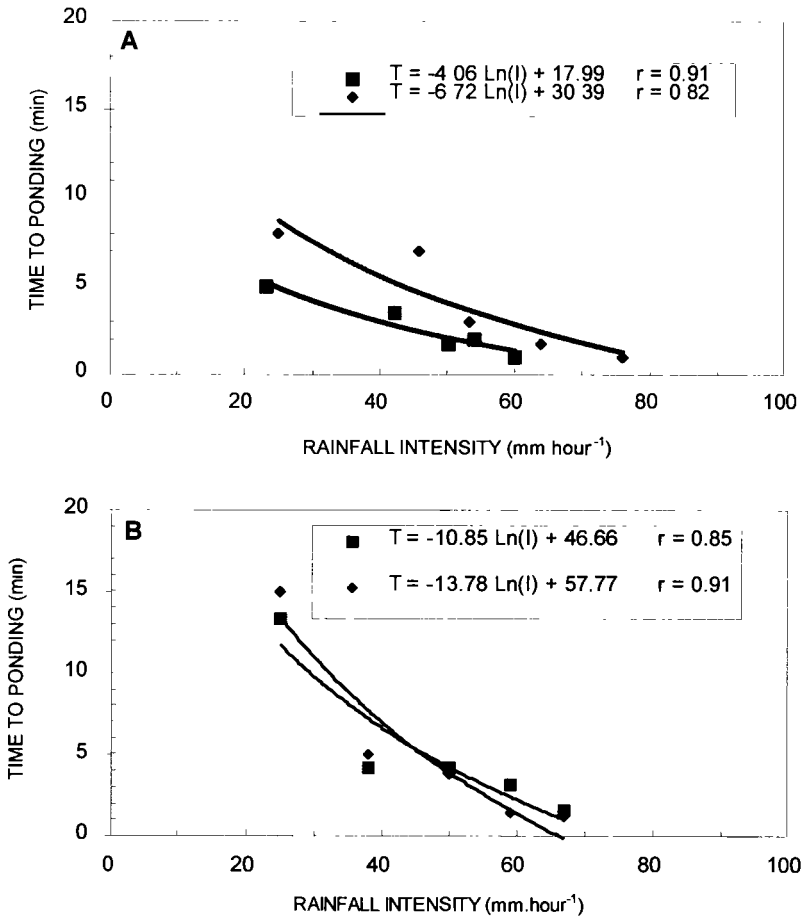 20
A
T = -4 06 Ln(I) + 17.99 r = 0.91
T = -6 72 Ln(I) + 30 39 r = 0 82
15
10
5
0
TIME TO PONDING (min)
0 20 40 60 80 100
RAINFALL INTENSITY (mm hour⁻¹)
20
B
T = -10.85 Ln(I) + 46.66 r = 0.85
T = -13.78 Ln(I) + 57.77 r = 0.91
15
10
5
0
TIME TO PONDING (min)
0 20 40 60 80 100
RAINFALL INTENSITY (mm.hour⁻¹)